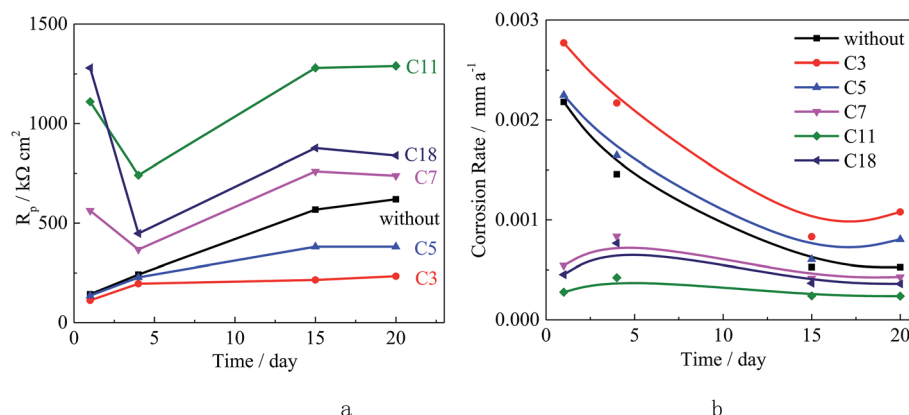 a
1500
1000
500
0
R_p / kΩ cm²
0 5 10 15 20
Time / day
C11
C18
C7
without
C5
C3
b
0.003
0.002
0.001
0.000
Corrosion Rate / mm a⁻¹
0 5 10 15 20
Time / day
without
C3
C5
C7
C11
C18
a
b